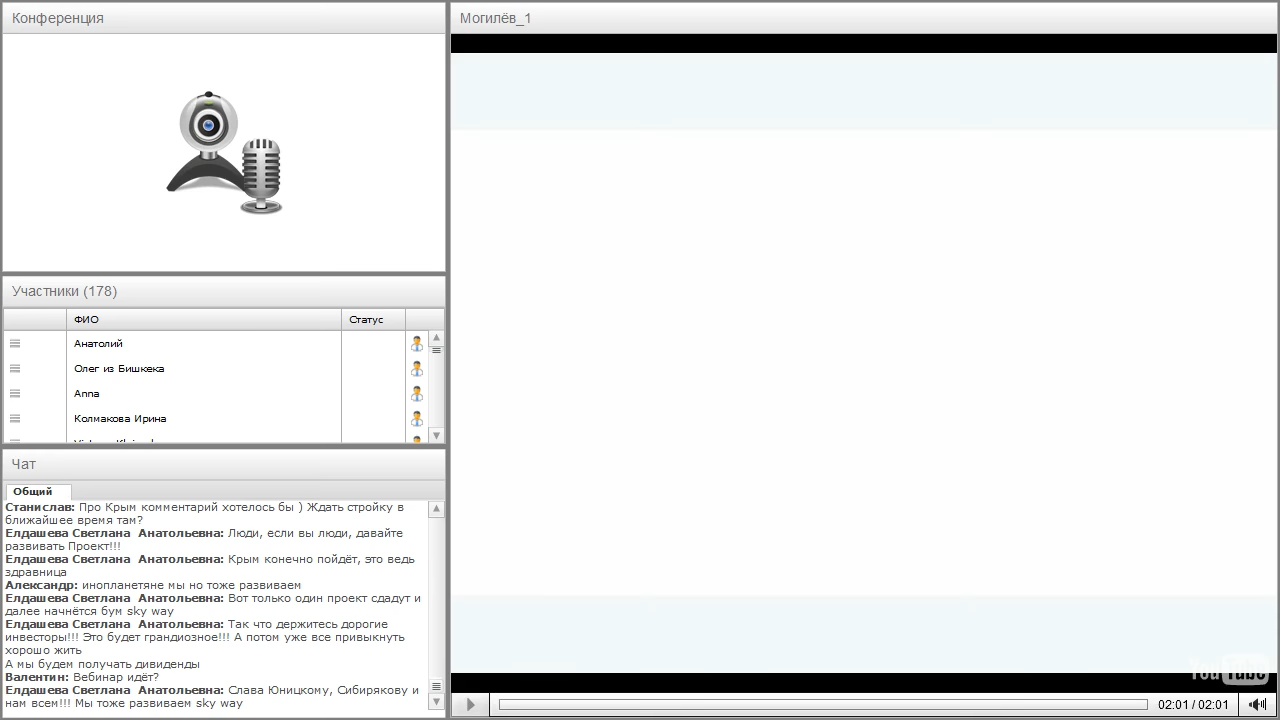 Конференция
Могилёв_1
Участники (178)
ФИО
Статус
Анатолий
Олег из Бишкека
Anna
Колмакова Ирина
Чат
Общий
Станислав: Про Крым комментарий хотелось бы ) Ждать стройку в
ближайшее время там?
Елдашева Светлана Анатольевна: Люди, если вы люди, давайте
развивать Проект!!!
Елдашева Светлана Анатольевна: Крым конечно пойдёт, это ведь
здравница
Александр: инопланетяне мы но тоже развиваем
Елдашева Светлана Анатольевна: Вот только один проект сдадут и
далее начнётся бум sky way
Елдашева Светлана Анатольевна: Так что держитесь дорогие
инвесторы!!! Это будет грандиозное!!! А потом уже все привыкнуть
хорошо жить
А мы будем получать дивиденды
Валентин: Вебинар идёт?
Елдашева Светлана Анатольевна: Слава Юницкому, Сибирякову и
нам всем!!! Мы тоже развиваем sky way
YouTube
02:01 / 02:01